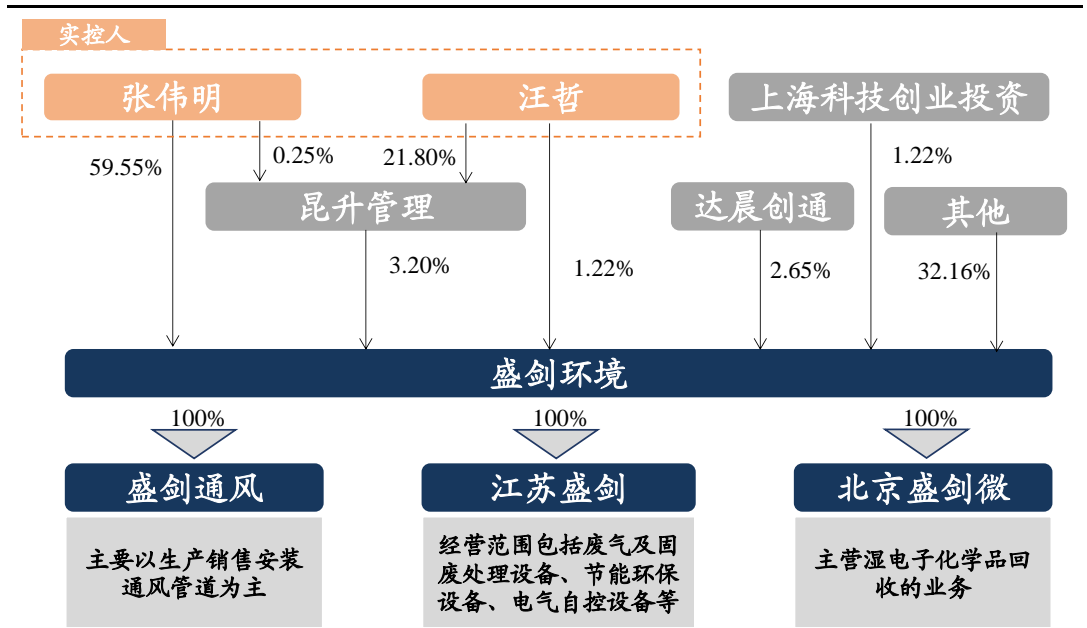 实控人
张伟明
汪哲
上海科技创业投资
59.55%
0.25%
21.80%
1.22%
昆升管理
达晨创通
其他
3.20%
1.22%
2.65%
32.16%
盛剑环境
100%
100%
100%
盛剑通风
江苏盛剑
北京盛剑微
主要以生产销售安装
通风管道为主
经营范围包括废气及固
废处理设备、节能环保
设备、电气自控设备等
主营湿电子化学品回
收的业务